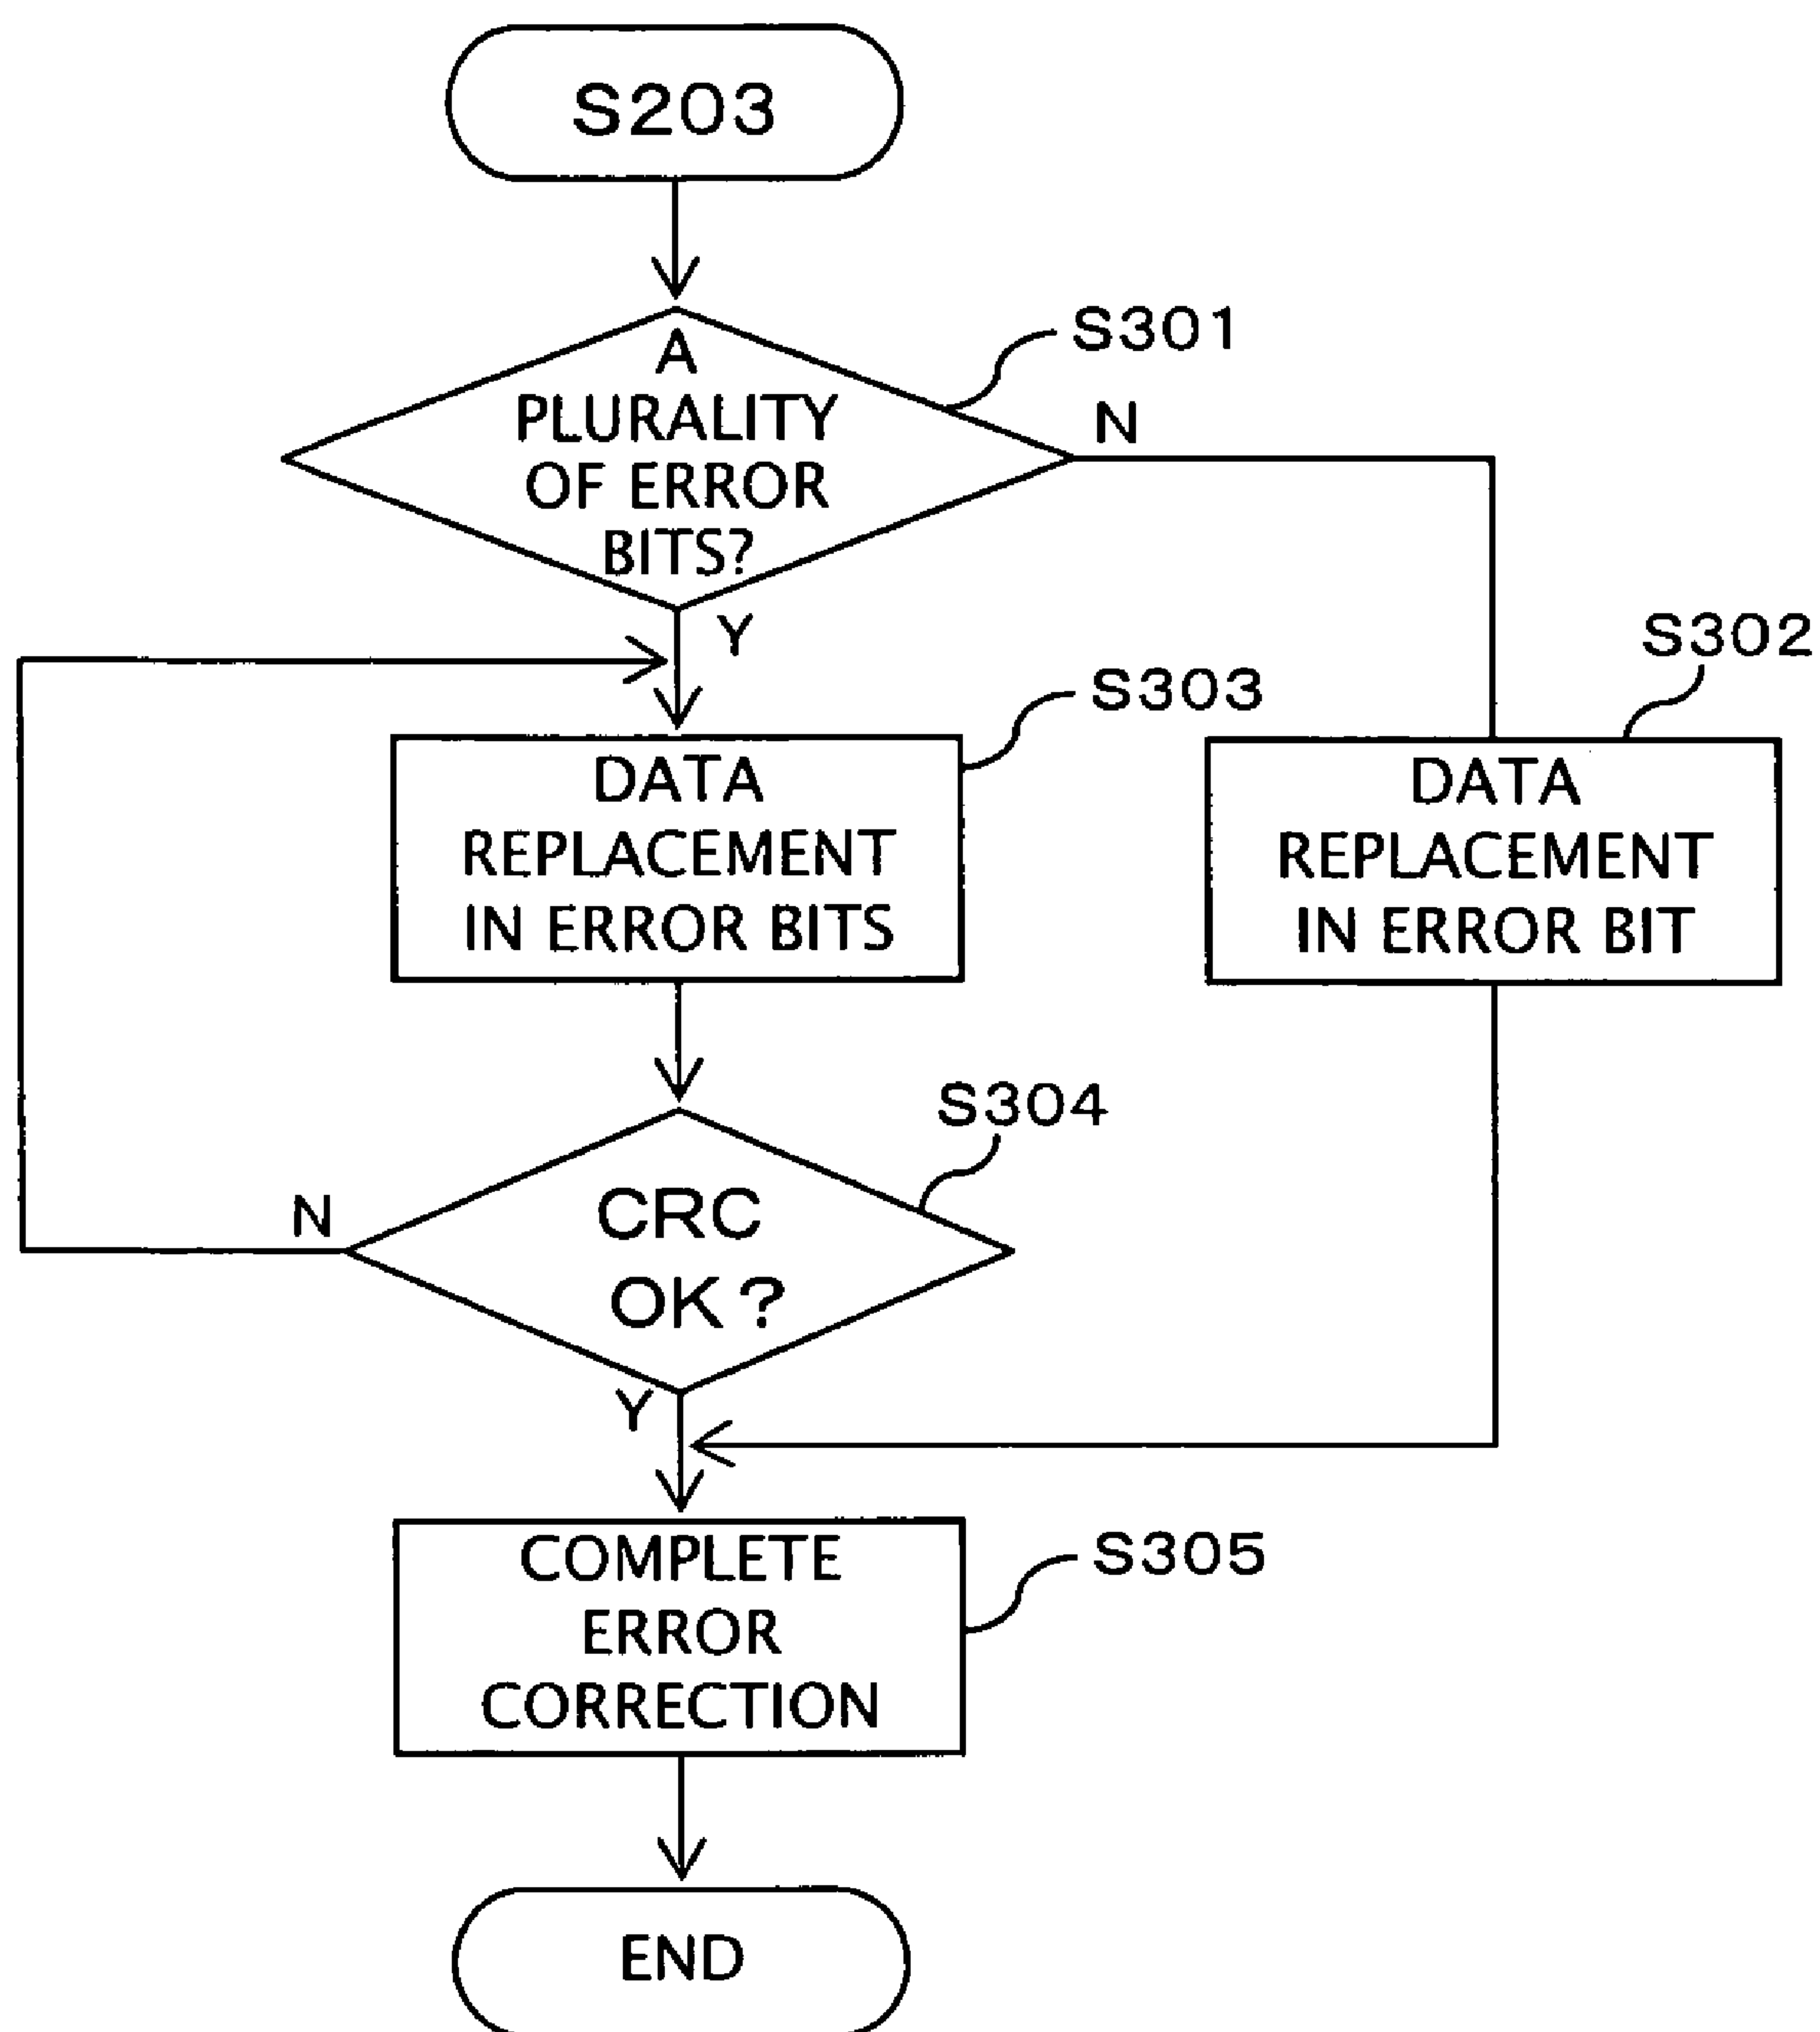 S203
S301
A
PLURALITY
OF ERROR
BITS?
N
Y
S302
S303
DATA
REPLACEMENT
IN ERROR BITS
DATA
REPLACEMENT
IN ERROR BIT
S304
N
CRC
OK?
Y
S305
COMPLETE
ERROR
CORRECTION
END